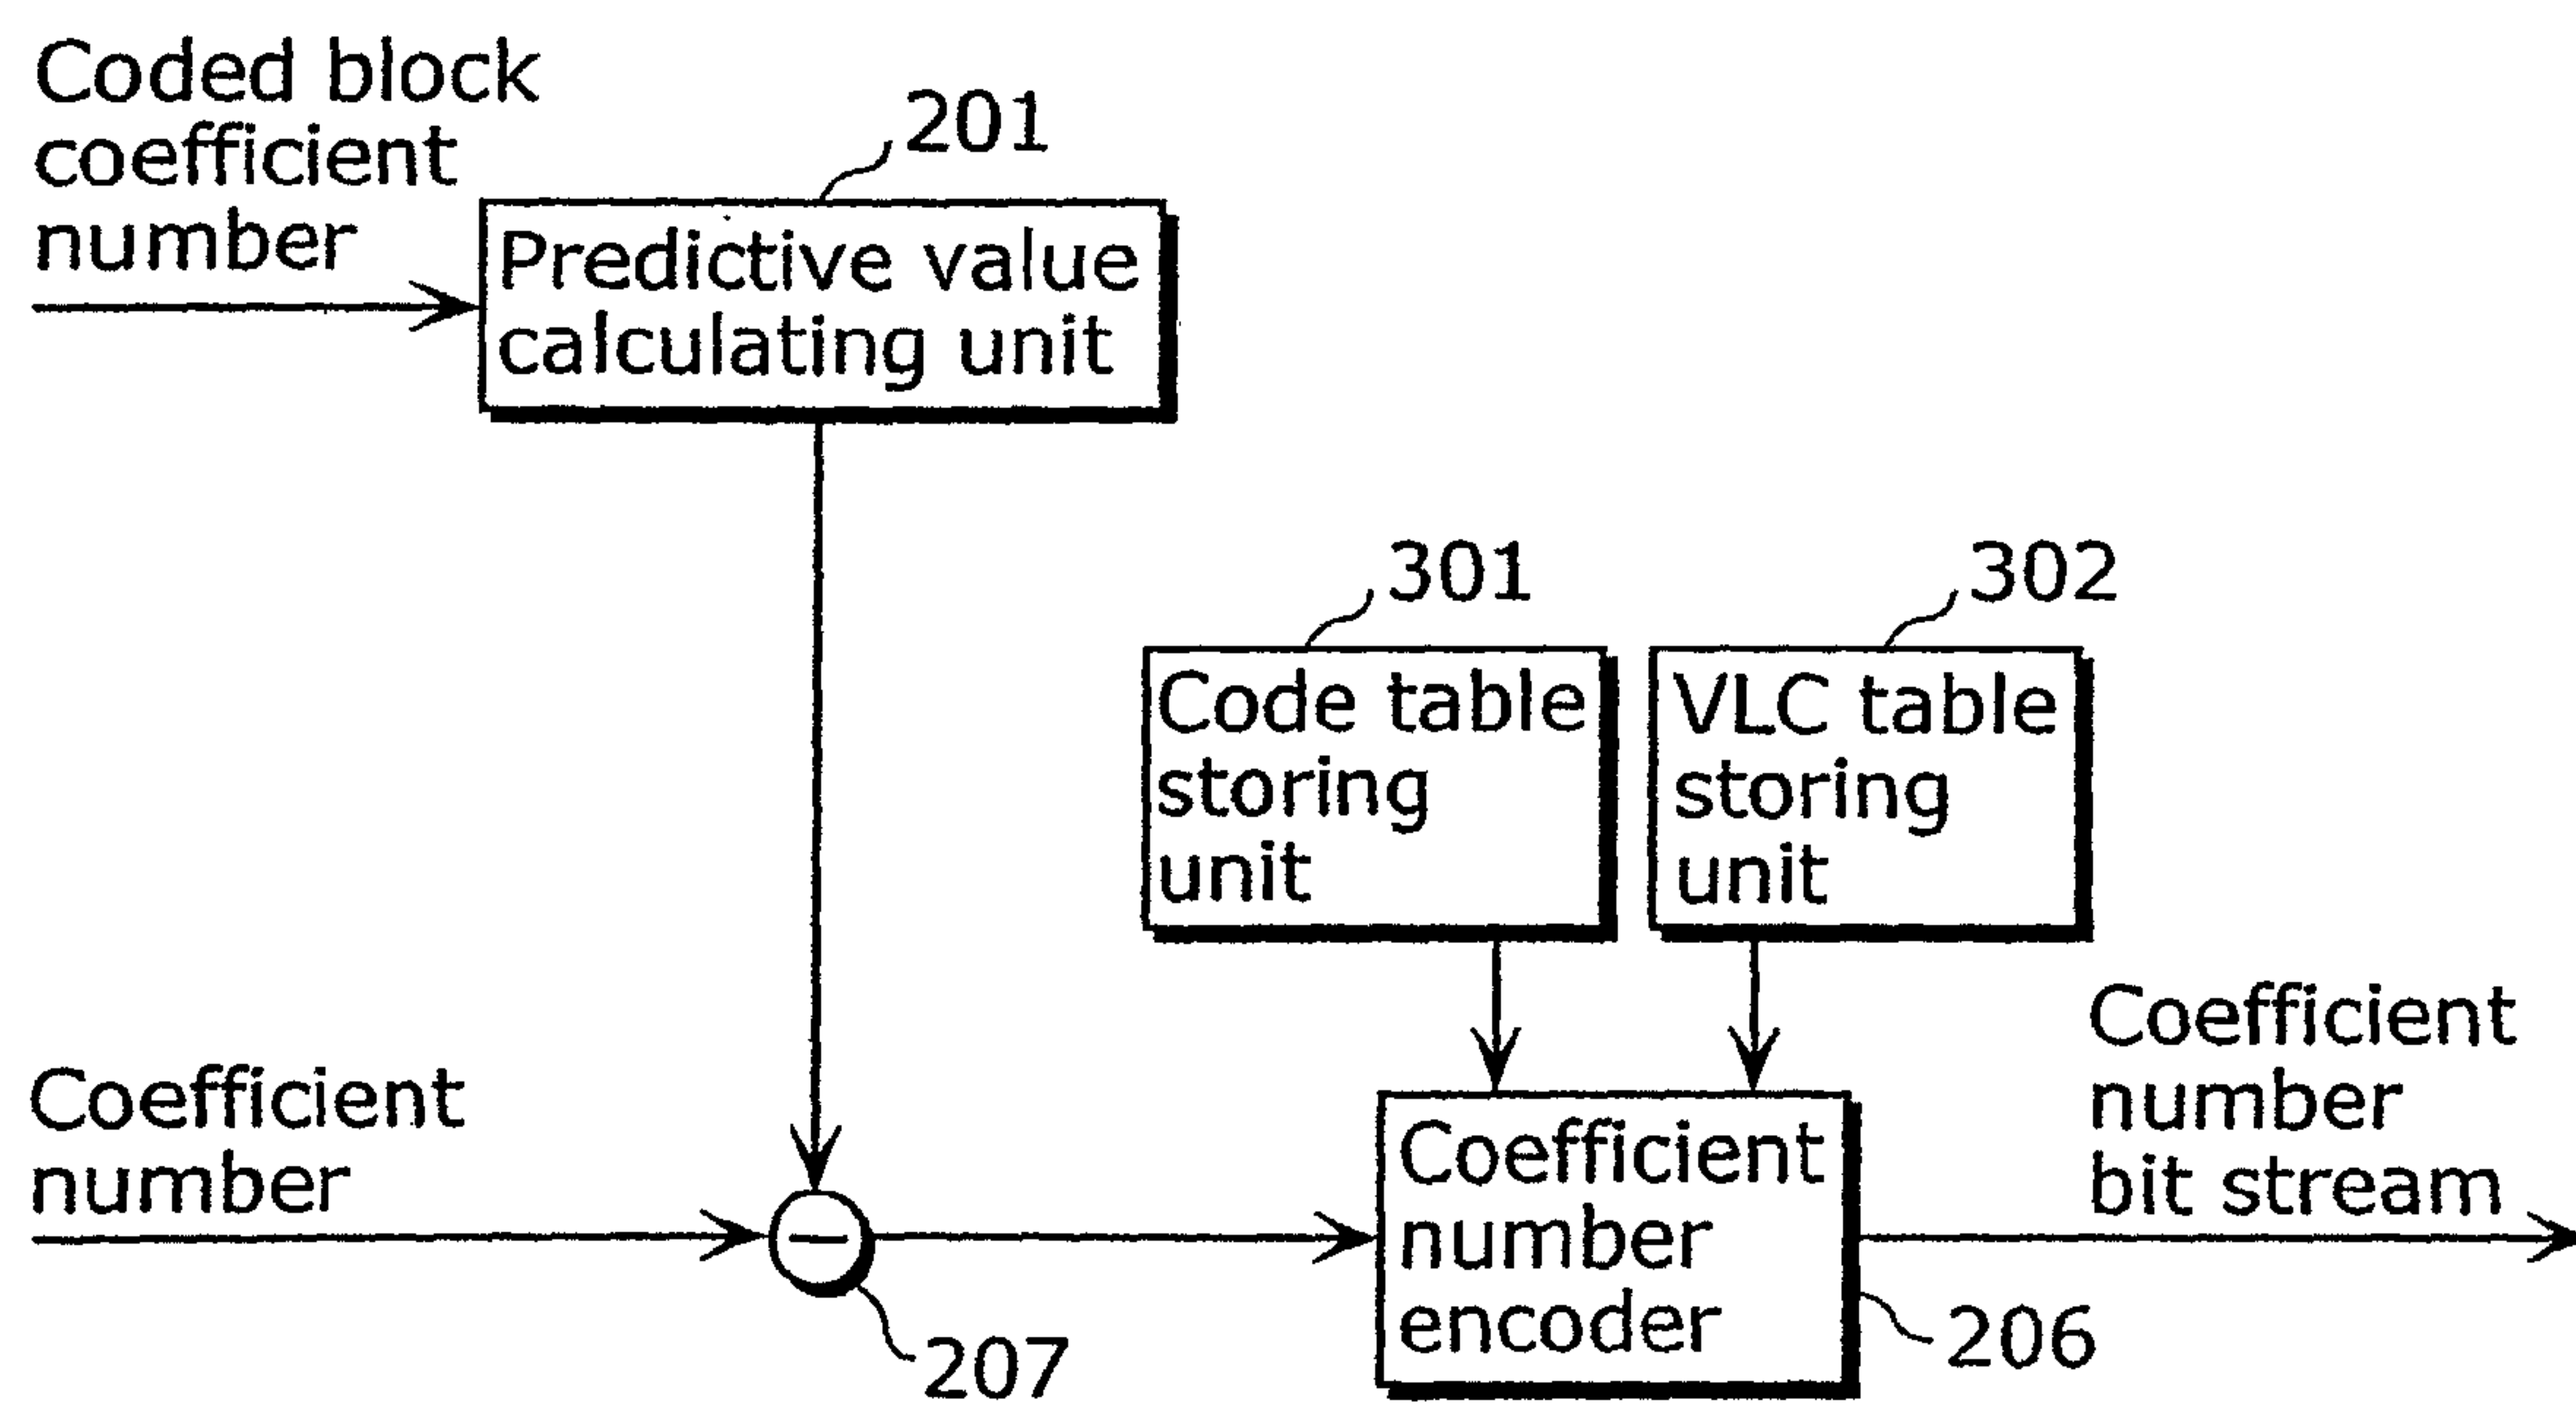 Coded block
coefficient
number
201
Predictive value
calculating unit
301
302
Code table
storing
unit
VLC table
storing
unit
Coefficient
number
Coefficient
number
encoder
Coefficient
number
bit stream
207
206